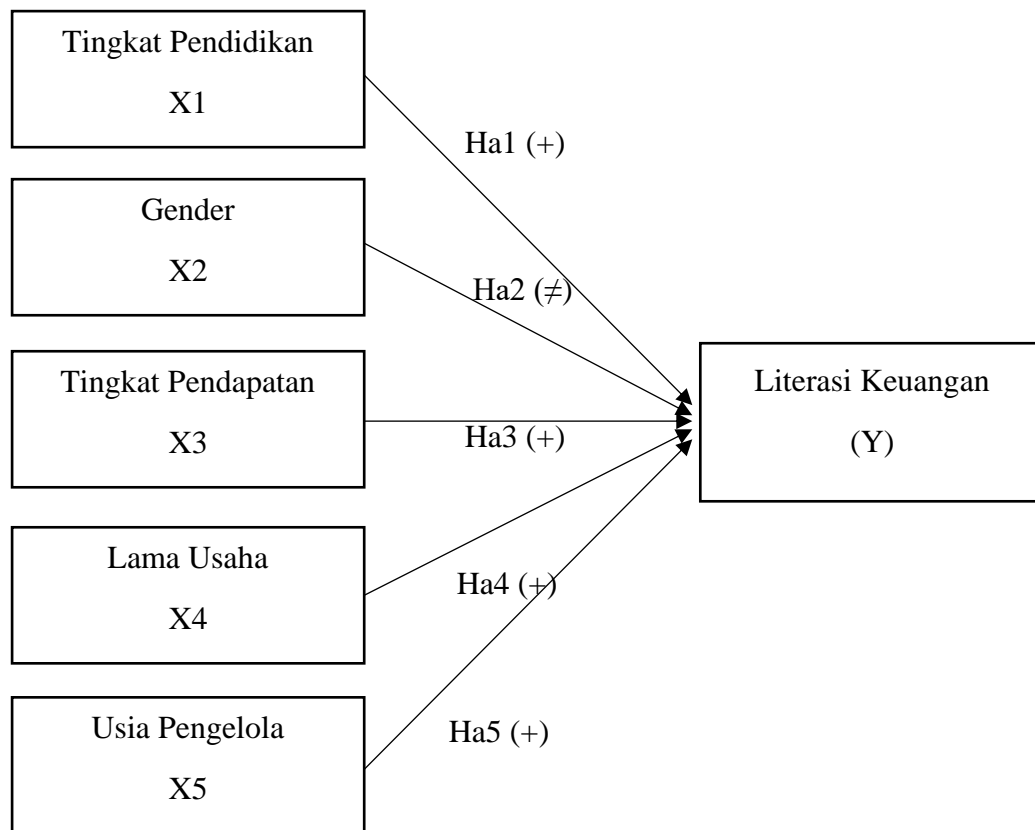 Tingkat Pendidikan
X1
Ha1 (+)
Gender
X2
Ha2 (≠)
Tingkat Pendapatan
X3
Ha3 (+)
Literasi Keuangan
(Y)
Lama Usaha
X4
Ha4 (+)
Usia Pengelola
X5
Ha5 (+)